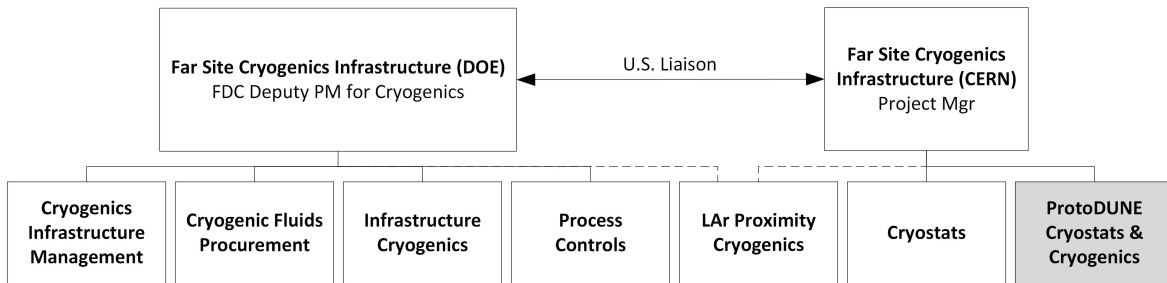 Far Site Cryogenics Infrastructure (DOE)
FDC Deputy PM for Cryogenics
U.S. Liaison
Far Site Cryogenics
Infrastructure (CERN)
Project Mgr
Cryogenics
Infrastructure
Management
Cryogenic Fluids
Procurement
Infrastructure
Cryogenics
Process
Controls
LAr Proximity
Cryogenics
Cryostats
ProtoDUNE
Cryostats &
Cryogenics